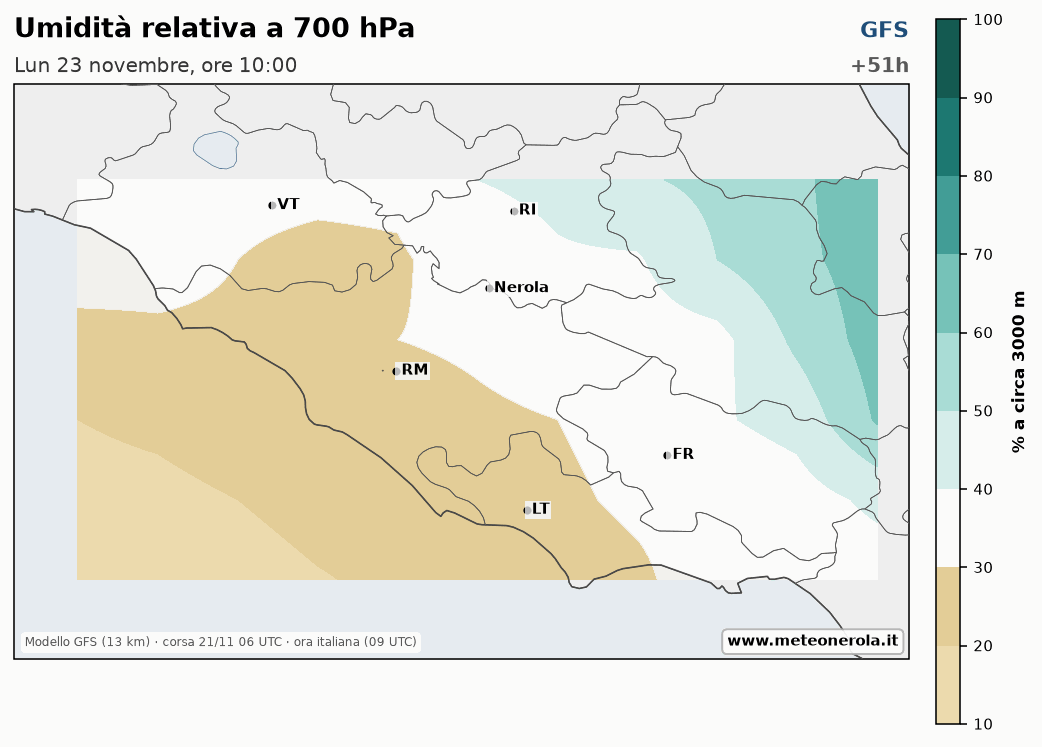 Umidità relativa a 700 hPa
GFS
Lun 23 novembre, ore 10:00
+51h
VT
RI
Nerola
RM
FR
LT
Modello GFS (13 km) · corsa 21/11 06 UTC · ora italiana (09 UTC)
www.meteonerola.it
100
90
80
70
60
50
40
30
20
10
% a circa 3000 m